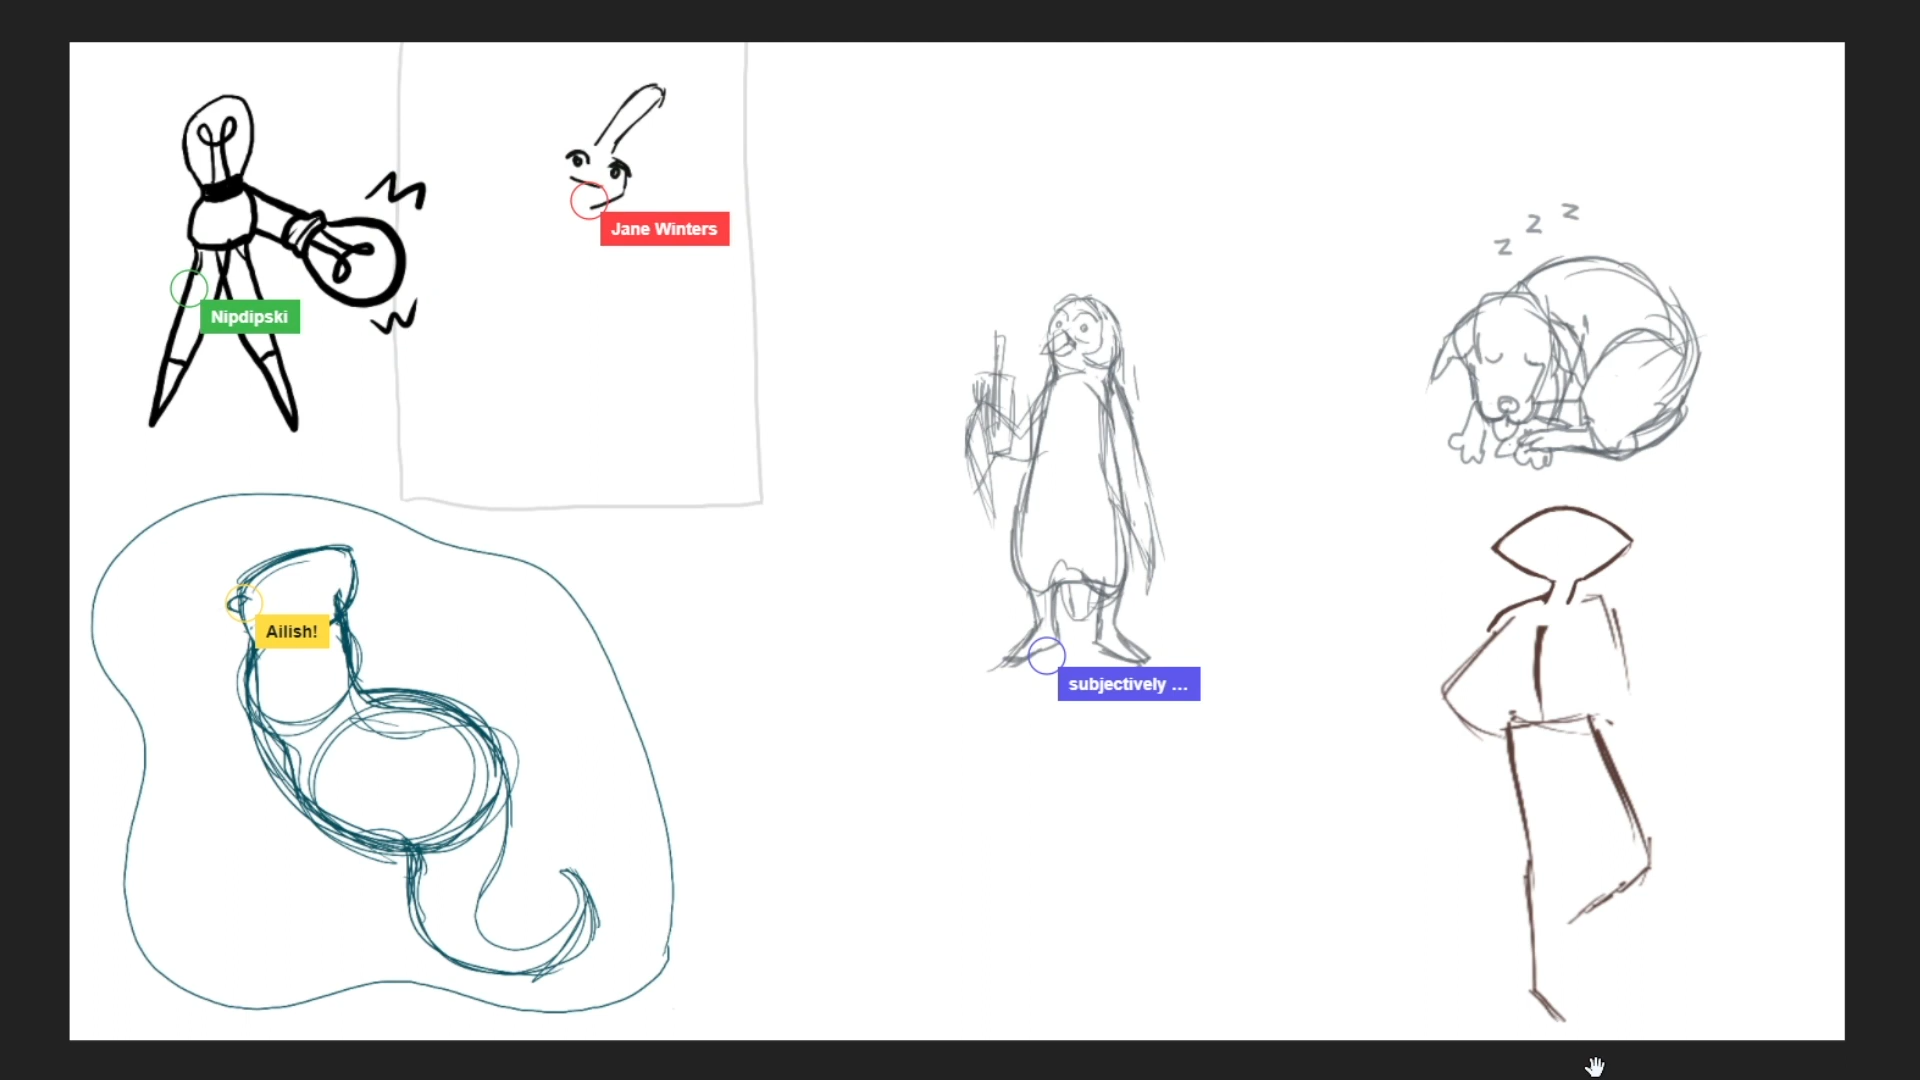 Jane Winters
z z z
Nipdipski
Ailish!
subjectively ...